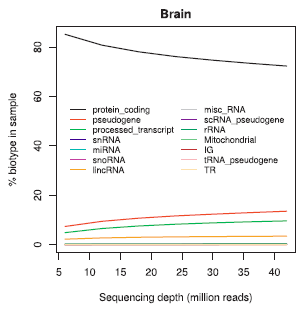 Brain
% biotype in sample
80
60
40
20
0
protein_coding
pseudogene
processed_transcript
snRNA
miRNA
snoRNA
lincRNA
misc_RNA
scRNA_pseudogene
rRNA
Mitochondrial
IG
tRNA_pseudogene
TR
5 10 15 20 25 30 35 40
Sequencing depth (million reads)